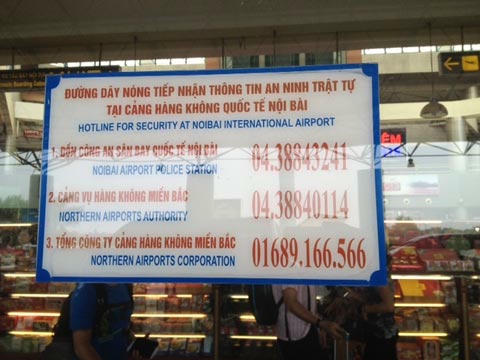 ĐƯỜNG DÂY NÓNG TIẾP NHẬN THÔNG TIN AN NINH TRẬT TỰ
TẠI CẢNG HÀNG KHÔNG QUỐC TẾ NỘI BÀI
HOTLINE FOR SECURITY AT NOIBAI INTERNATIONAL AIRPORT
1. ĐỒN CÔNG AN SÂN BAY QUỐC TẾ NỘI BÀI
NOIBAI AIRPORT POLICE STATION
04.38843241
2. CẢNG VỤ HÀNG KHÔNG MIỀN BẮC
NORTHERN AIRPORTS AUTHORITY
04.38840114
3. TỔNG CÔNG TY CẢNG HÀNG KHÔNG MIỀN BẮC
NORTHERN AIRPORTS CORPORATION
01689.166.566